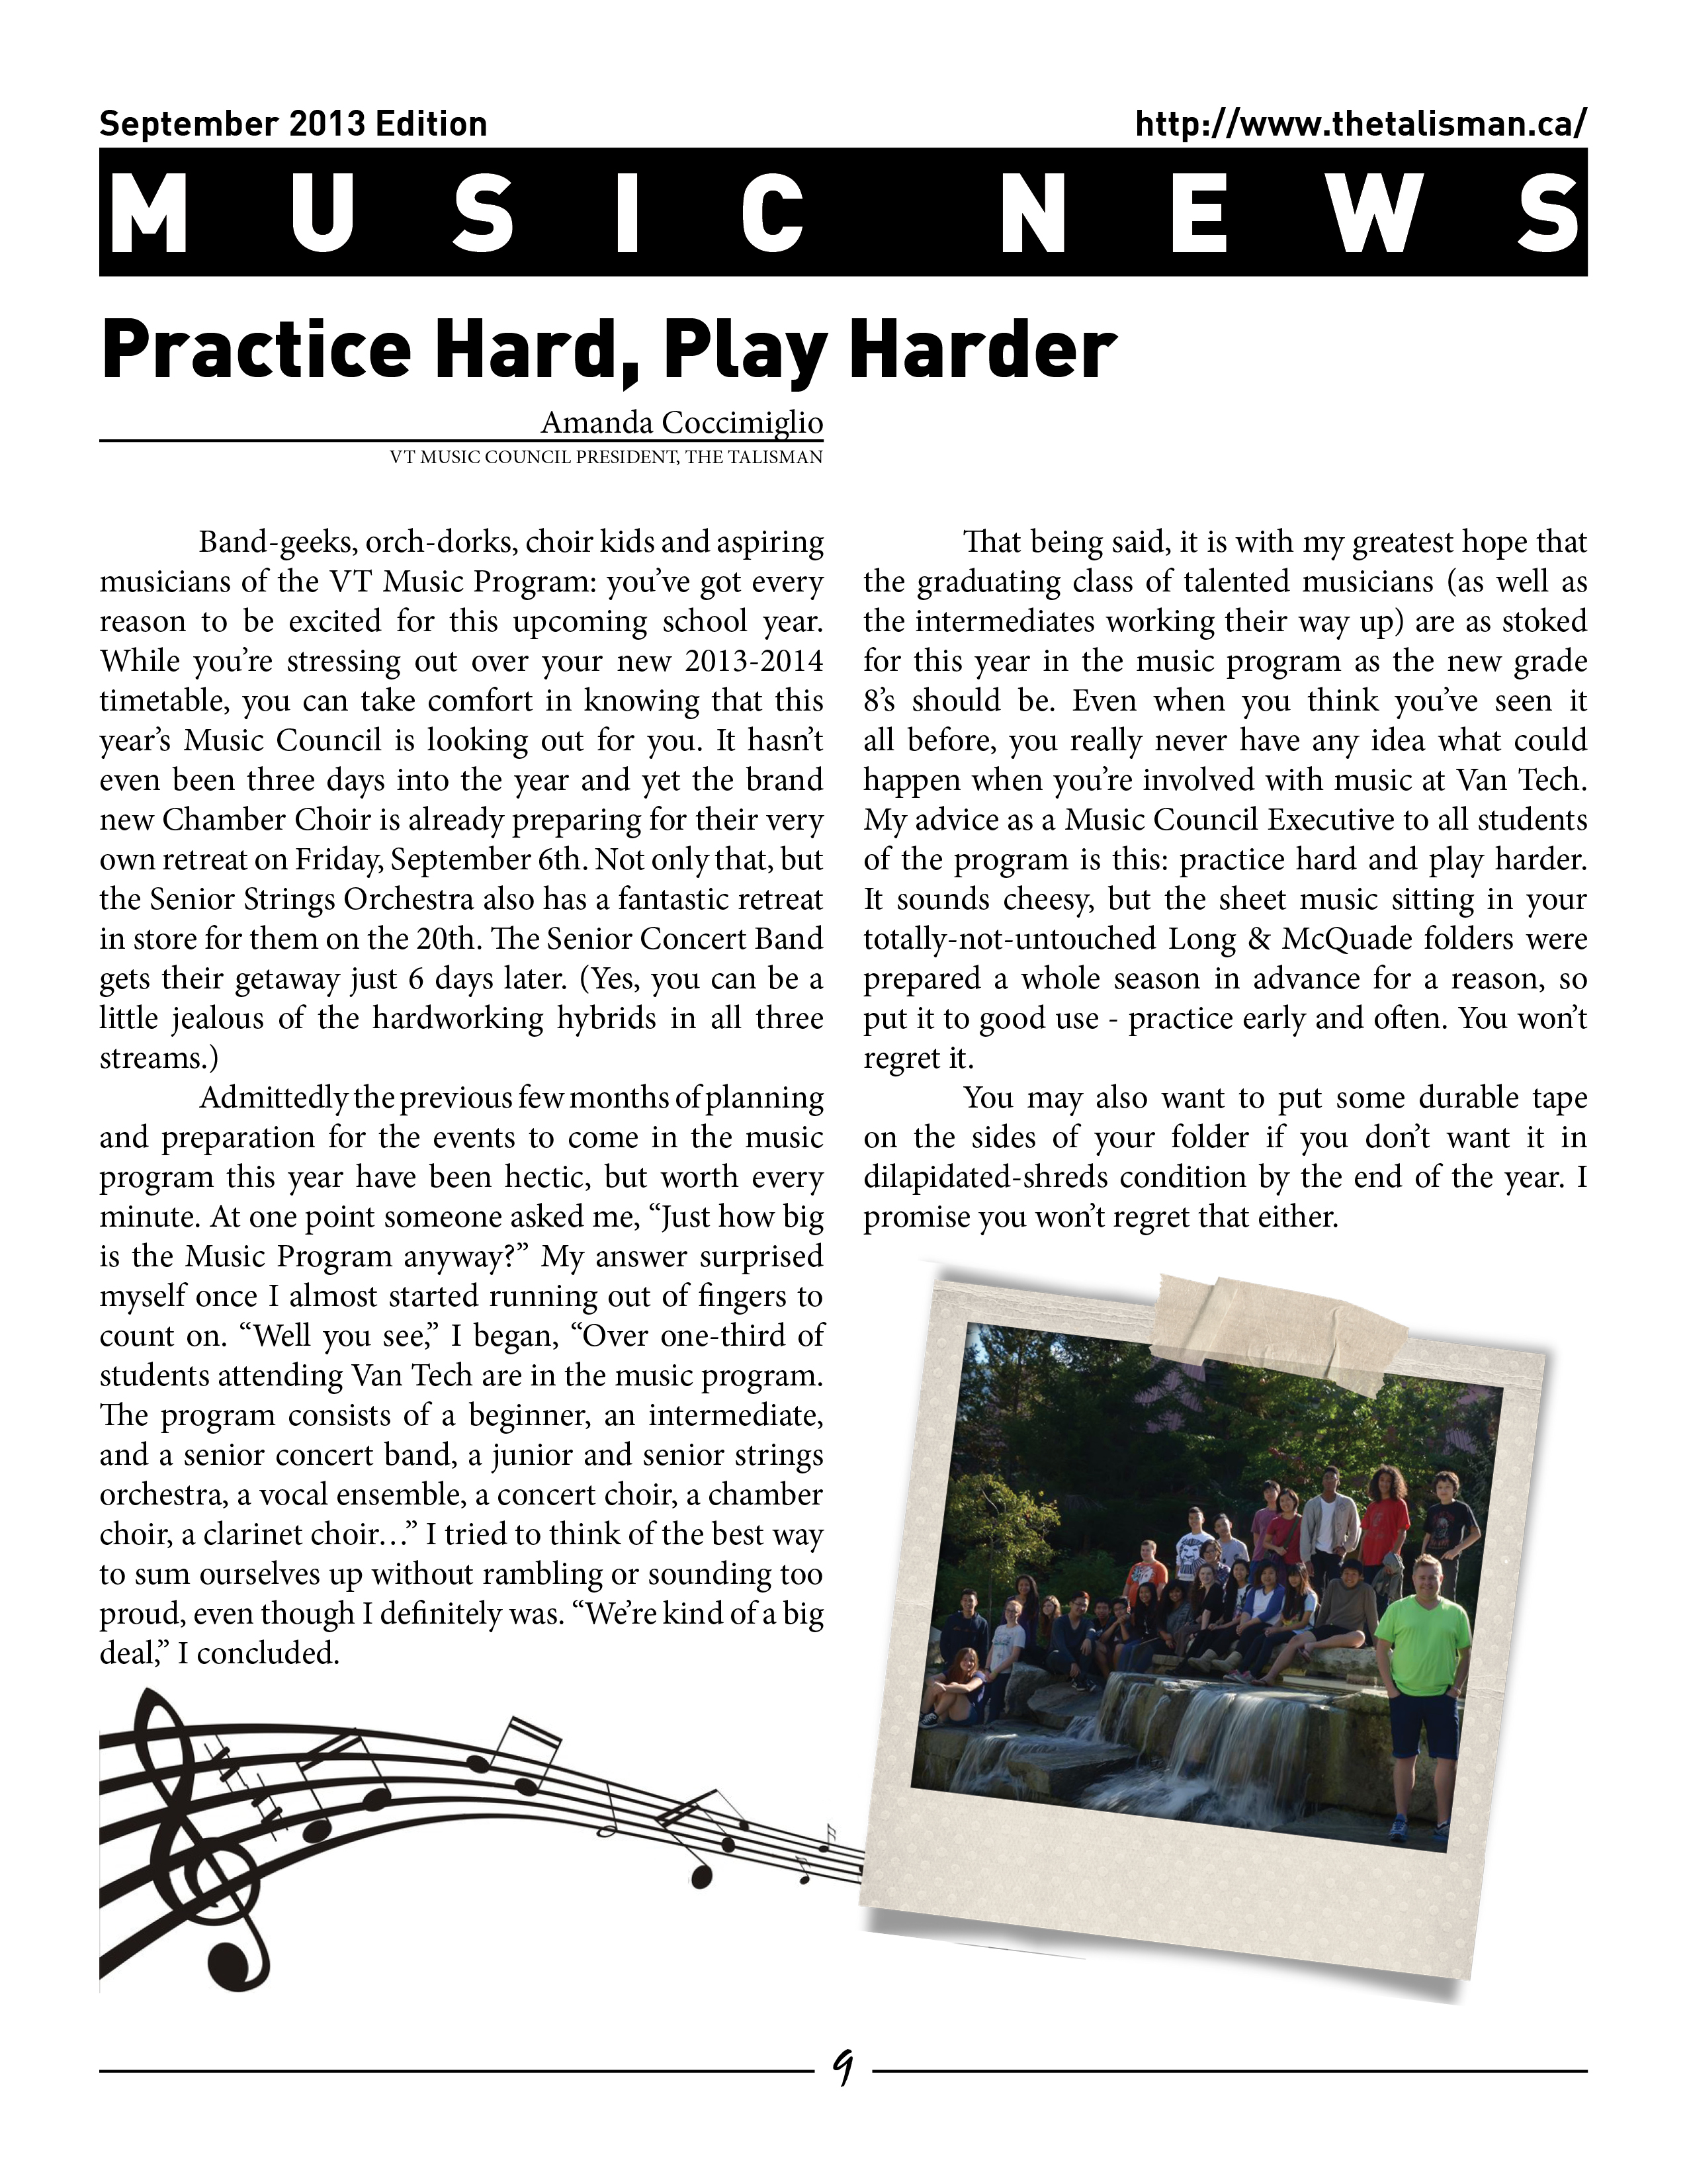 September 2013 Edition
http://www.thetalisman.ca/
MUSIC NEWS
Practice Hard, Play Harder
Amanda Coccimiglio
VT MUSIC COUNCIL PRESIDENT, THE TALISMAN
Band-geeks, orch-dorks, choir kids and aspiring
musicians of the VT Music Program: you’ve got every
reason to be excited for this upcoming school year.
While you’re stressing out over your new 2013-2014
timetable, you can take comfort in knowing that this
year’s Music Council is looking out for you. It hasn’t
even been three days into the year and yet the brand
new Chamber Choir is already preparing for their very
own retreat on Friday, September 6th. Not only that, but
the Senior Strings Orchestra also has a fantastic retreat
in store for them on the 20th. The Senior Concert Band
gets their getaway just 6 days later. (Yes, you can be a
little jealous of the hardworking hybrids in all three
streams.)
Admittedly the previous few months of planning
and preparation for the events to come in the music
program this year have been hectic, but worth every
minute. At one point someone asked me, “Just how big
is the Music Program anyway?” My answer surprised
myself once I almost started running out of fingers to
count on. “Well you see,” I began, “Over one-third of
students attending Van Tech are in the music program.
The program consists of a beginner, an intermediate,
and a senior concert band, a junior and senior strings
orchestra, a vocal ensemble, a concert choir, a chamber
choir, a clarinet choir…” I tried to think of the best way
to sum ourselves up without rambling or sounding too
proud, even though I definitely was. “We’re kind of a big
deal,” I concluded.
That being said, it is with my greatest hope that
the graduating class of talented musicians (as well as
the intermediates working their way up) are as stoked
for this year in the music program as the new grade
8’s should be. Even when you think you’ve seen it
all before, you really never have any idea what could
happen when you’re involved with music at Van Tech.
My advice as a Music Council Executive to all students
of the program is this: practice hard and play harder.
It sounds cheesy, but the sheet music sitting in your
totally-not-untouched Long & McQuade folders were
prepared a whole season in advance for a reason, so
put it to good use - practice early and often. You won’t
regret it.
You may also want to put some durable tape
on the sides of your folder if you don’t want it in
dilapidated-shreds condition by the end of the year. I
promise you won’t regret that either.
9